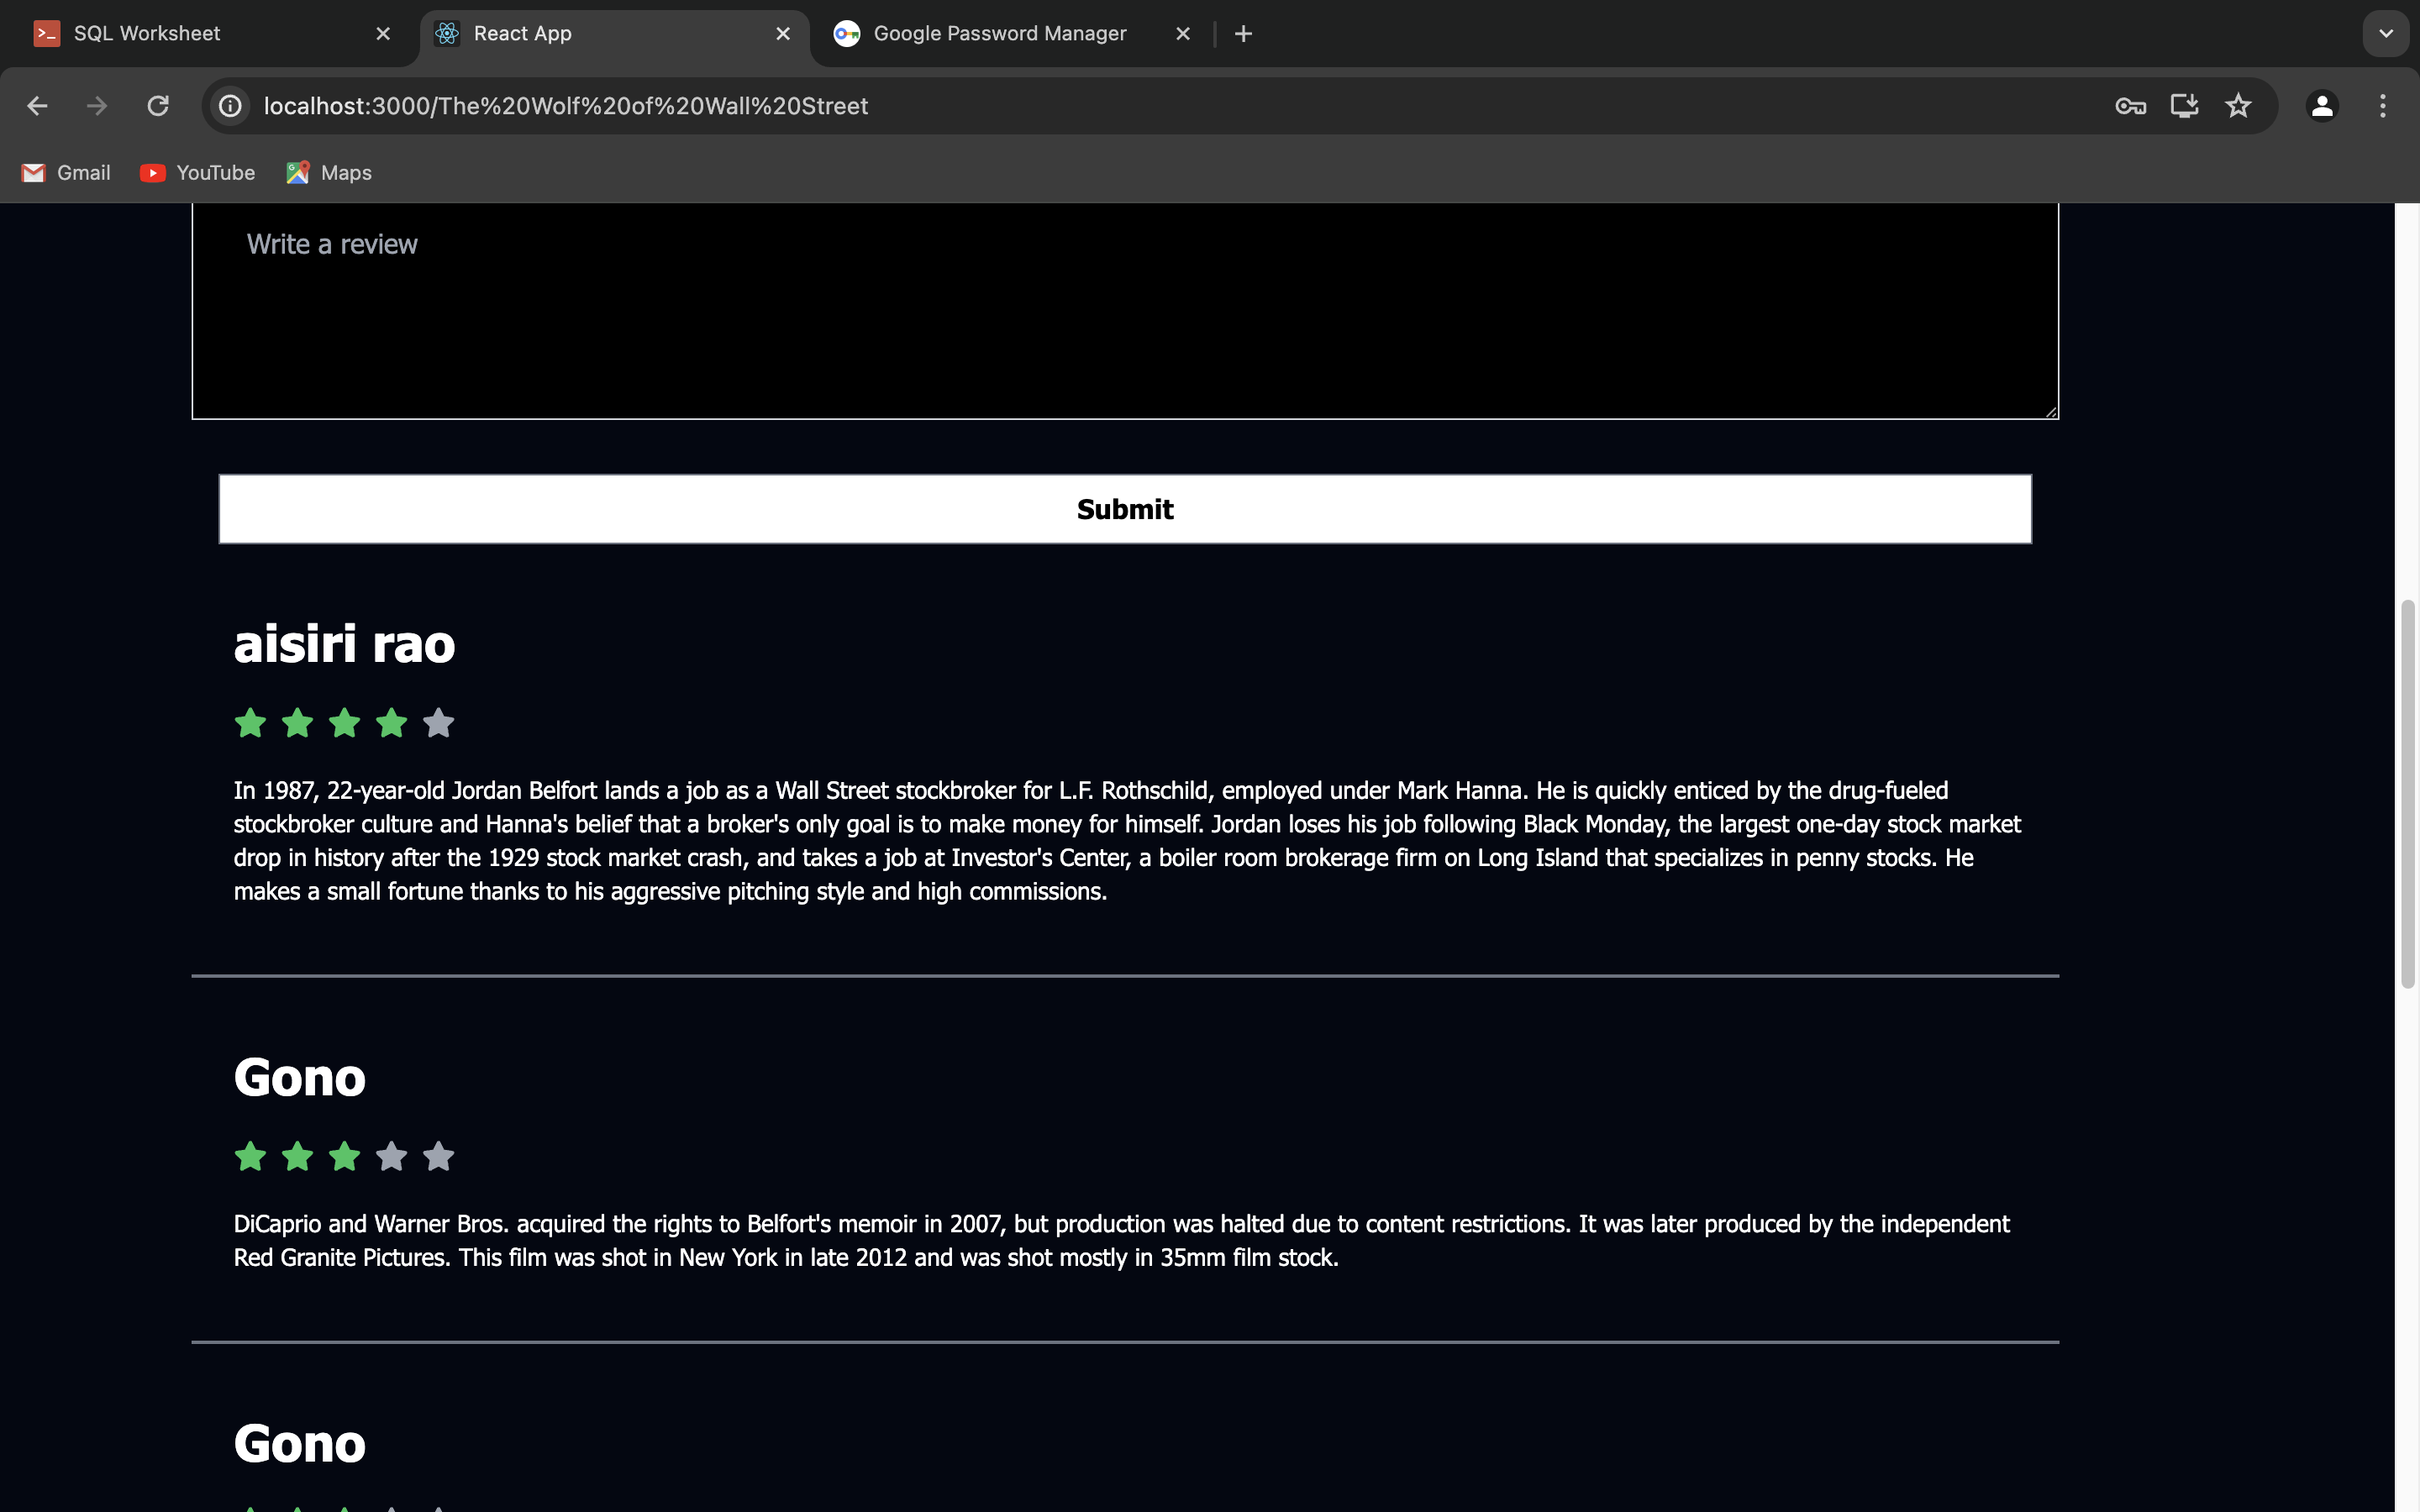 SQL Worksheet
React App
Google Password Manager
localhost:3000/The%20Wolf%20of%20Wall%20Street
Gmail
YouTube
Maps
Write a review
Submit
aisiri rao
In 1987, 22-year-old Jordan Belfort lands a job as a Wall Street stockbroker for L.F. Rothschild, employed under Mark Hanna. He is quickly enticed by the drug-fueled
stockbroker culture and Hanna's belief that a broker's only goal is to make money for himself. Jordan loses his job following Black Monday, the largest one-day stock market
drop in history after the 1929 stock market crash, and takes a job at Investor's Center, a boiler room brokerage firm on Long Island that specializes in penny stocks. He
makes a small fortune thanks to his aggressive pitching style and high commissions.
Gono
DiCaprio and Warner Bros. acquired the rights to Belfort's memoir in 2007, but production was halted due to content restrictions. It was later produced by the independent
Red Granite Pictures. This film was shot in New York in late 2012 and was shot mostly in 35mm film stock.
Gono